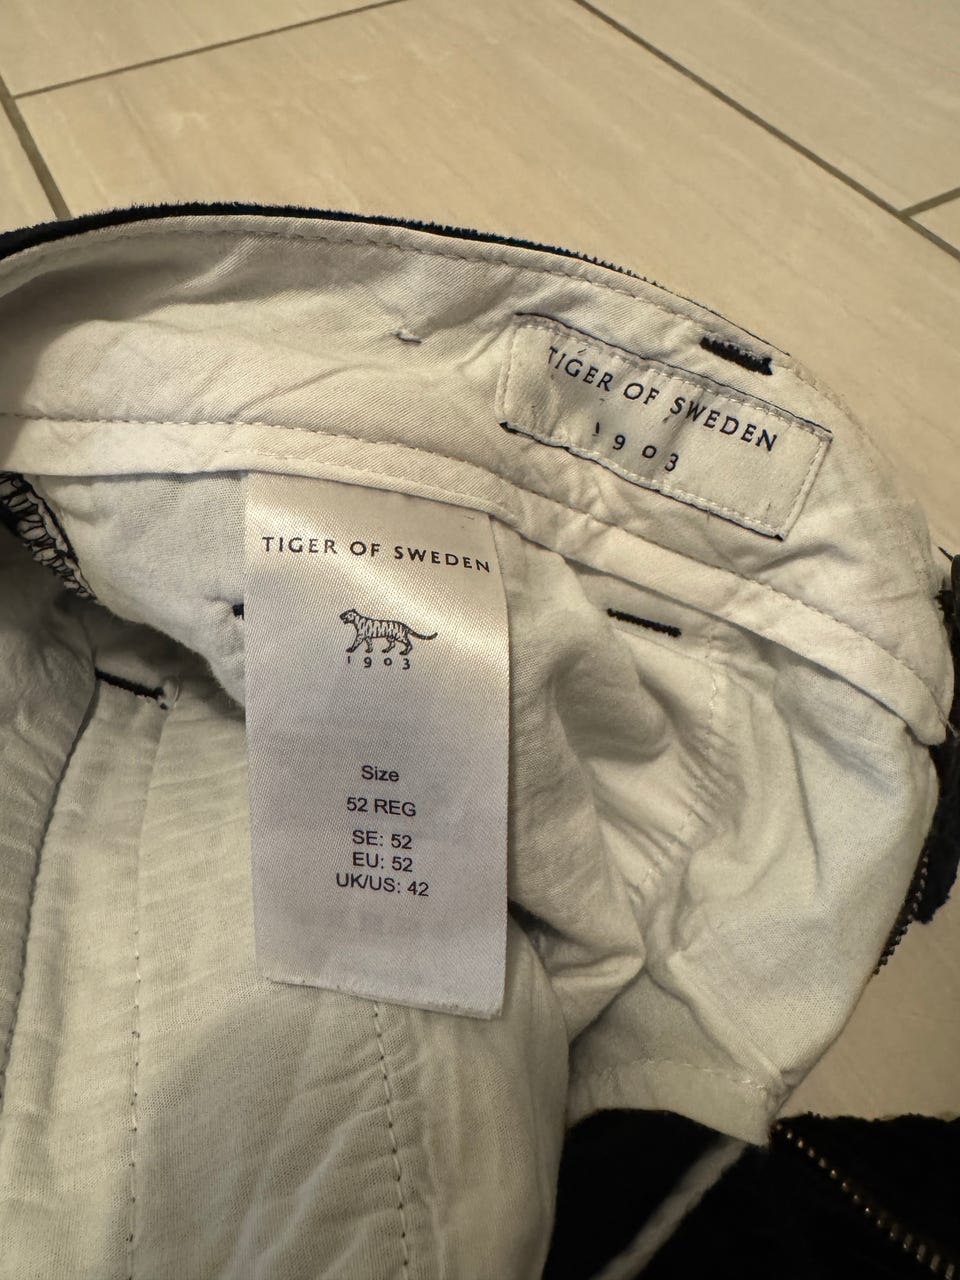 TIGER OF SWEDEN
1903
TIGER OF SWEDEN
1903
Size
52 REG
SE: 52
EU: 52
UK/US: 42